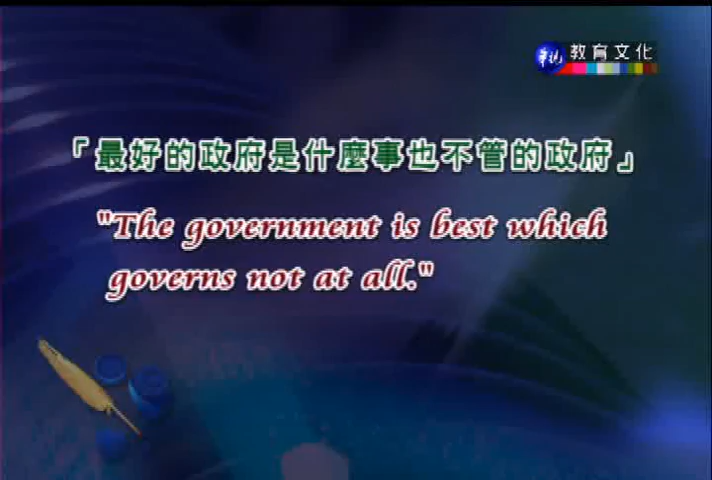 華視 教育文化
「最好的政府是什麼事也不管的政府」
"The government is best which
governs not at all."